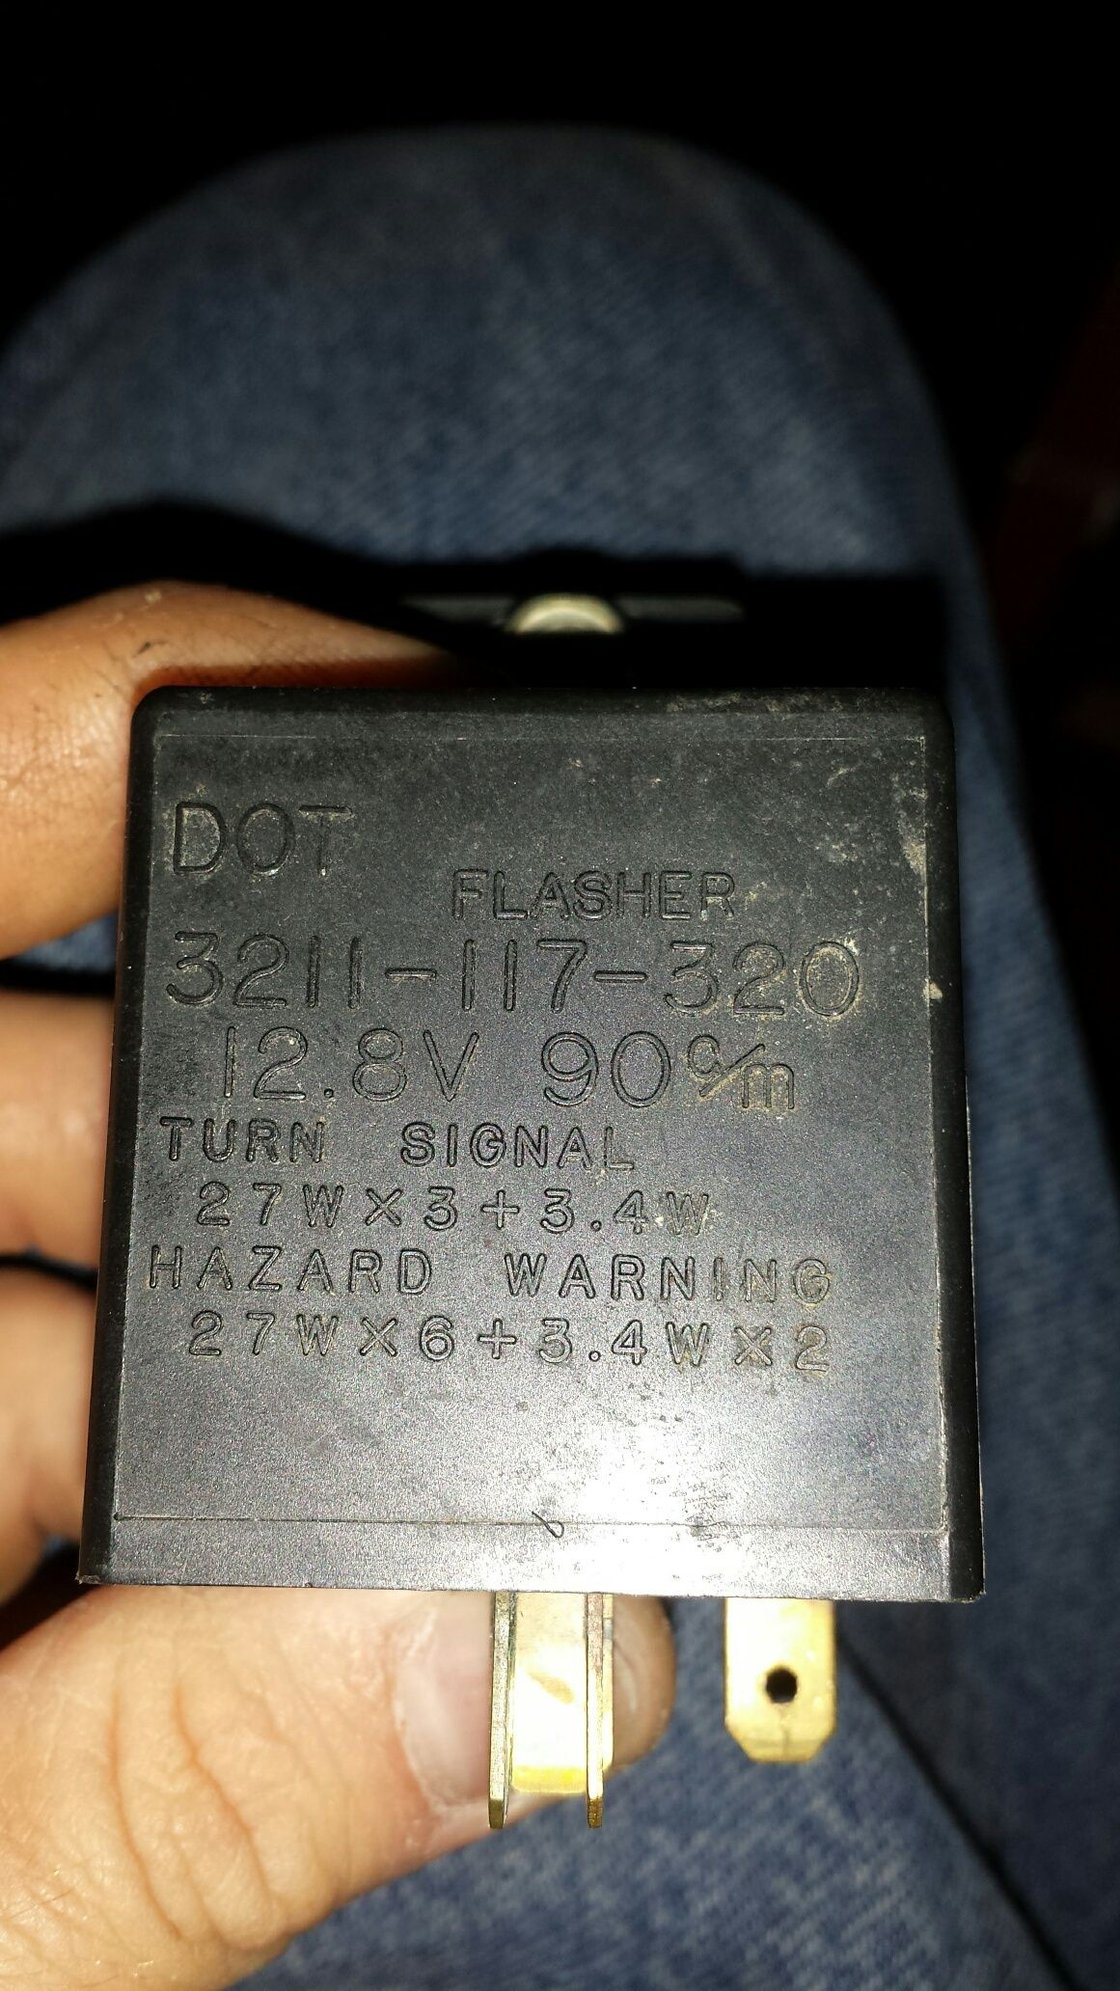 DOT
FLASHER
3211-117-320
12.8V 90c/m
TURN SIGNAL
27W×3+3.4W
HAZARD WARNING
27W×6+3.4W×2